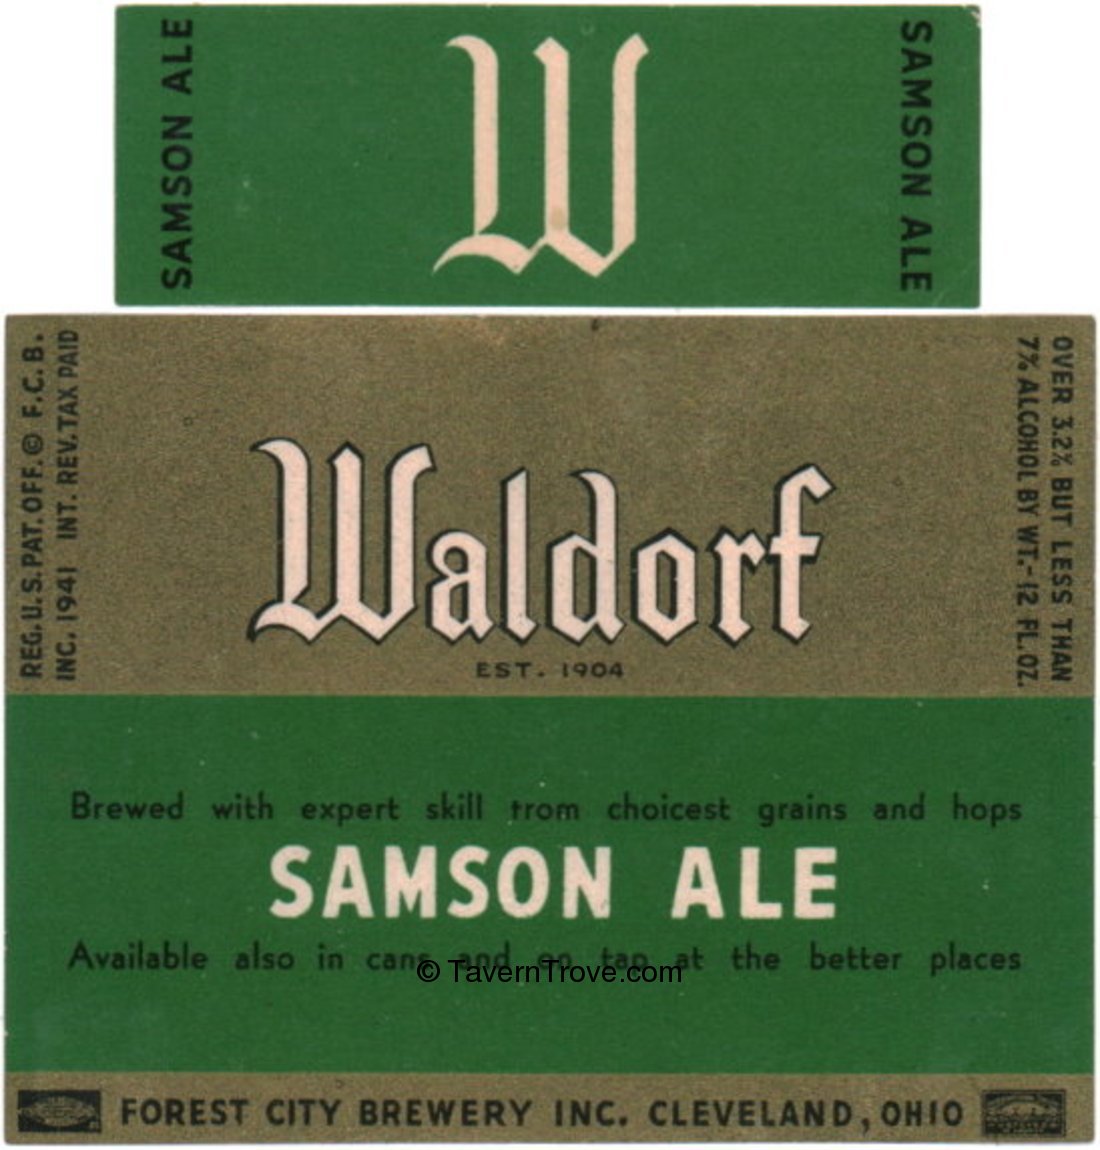 SAMSON ALE
W
SAMSON ALE
REG. U.S. PAT. OFF. © F.C.B.
INC. 1941 INT. REV. TAX PAID
OVER 3.2% BUT LESS THAN
7% ALCOHOL BY WT.-12 FL.OZ.
Waldorf
EST. 1904
Brewed with expert skill from choicest grains and hops
SAMSON ALE
Available also in cans and on tap at the better places
© TavernTrove.com
FOREST CITY BREWERY INC. CLEVELAND, OHIO